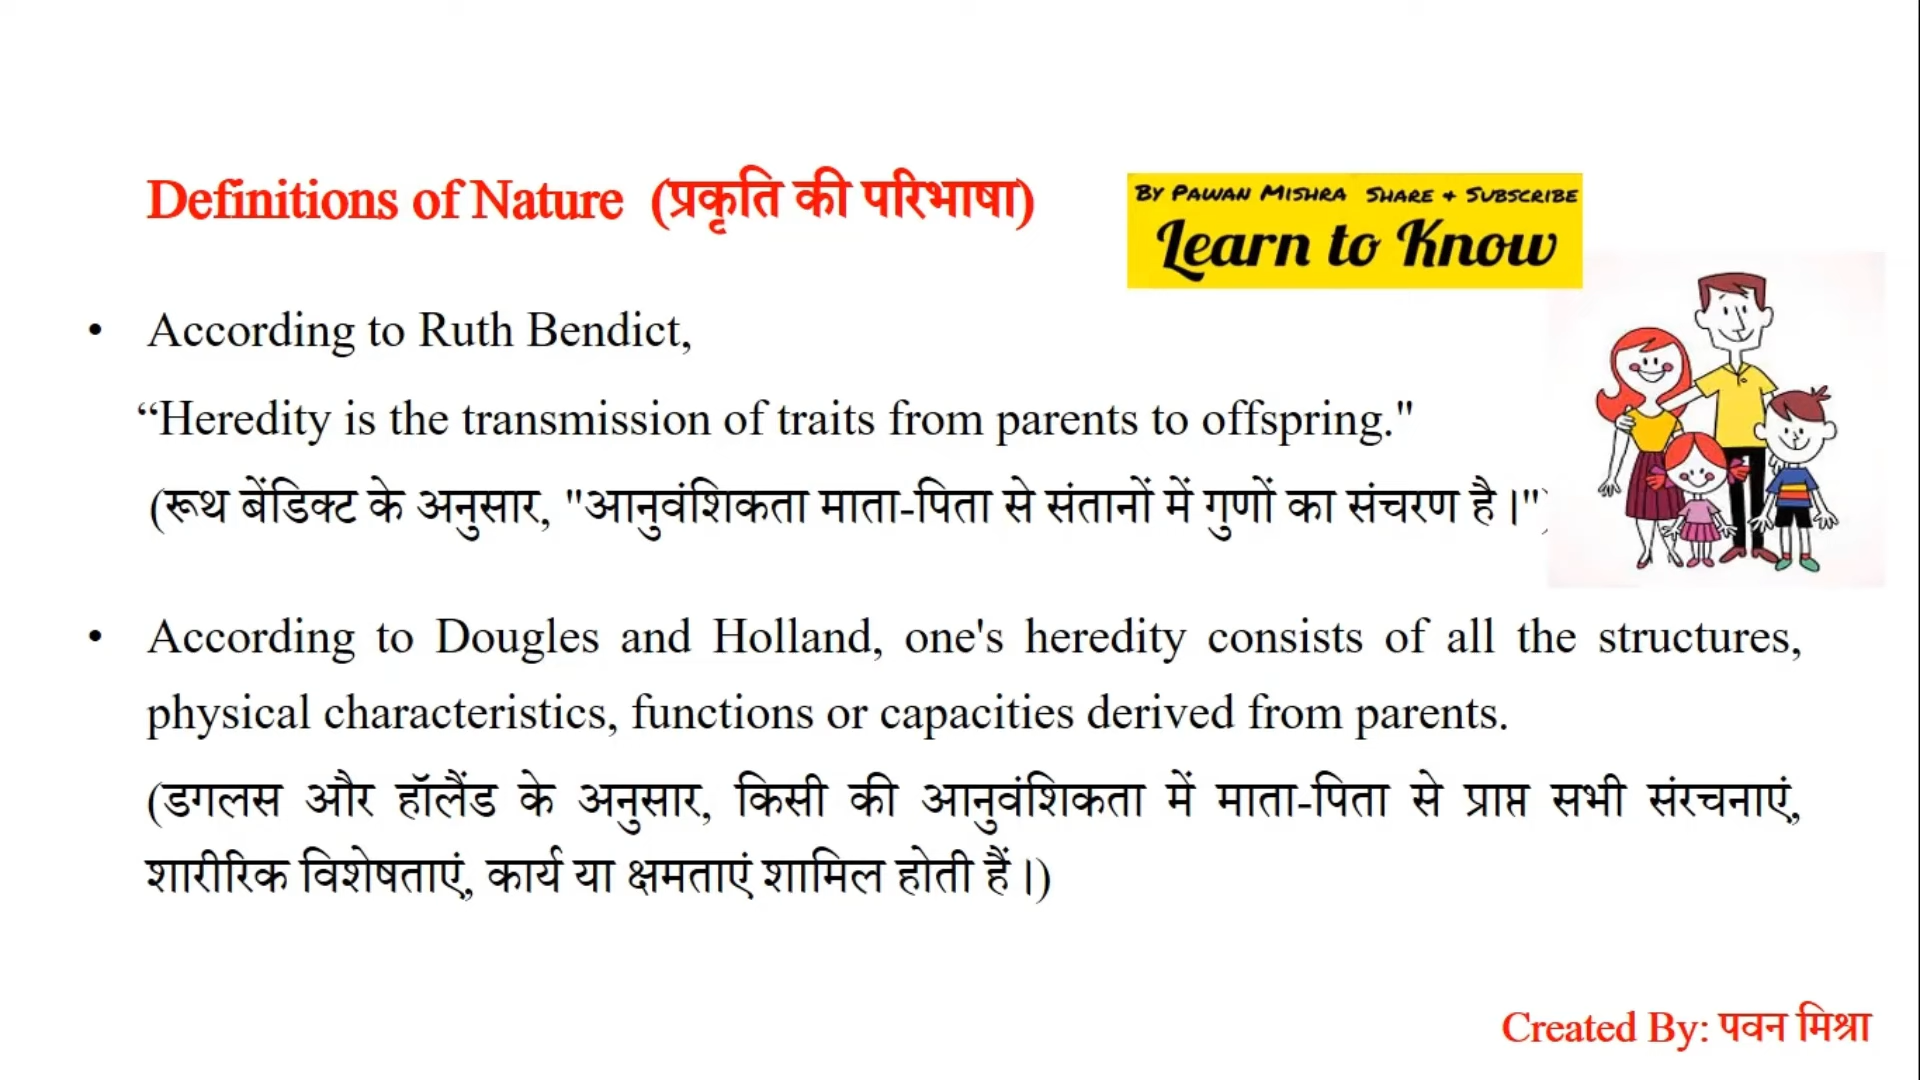 Definitions of Nature (प्रकृति की परिभाषा)
By Pawan Mishra Share + Subscribe
Learn to Know
• According to Ruth Bendict,
“Heredity is the transmission of traits from parents to offspring."
(रूथ बेंडिक्ट के अनुसार, "आनुवंशिकता माता-पिता से संतानों में गुणों का संचरण है।")
• According to Dougles and Holland, one's heredity consists of all the structures,
physical characteristics, functions or capacities derived from parents.
(डगलस और हॉलैंड के अनुसार, किसी की आनुवंशिकता में माता-पिता से प्राप्त सभी संरचनाएं,
शारीरिक विशेषताएं, कार्य या क्षमताएं शामिल होती हैं।)
Created By: पवन मिश्रा